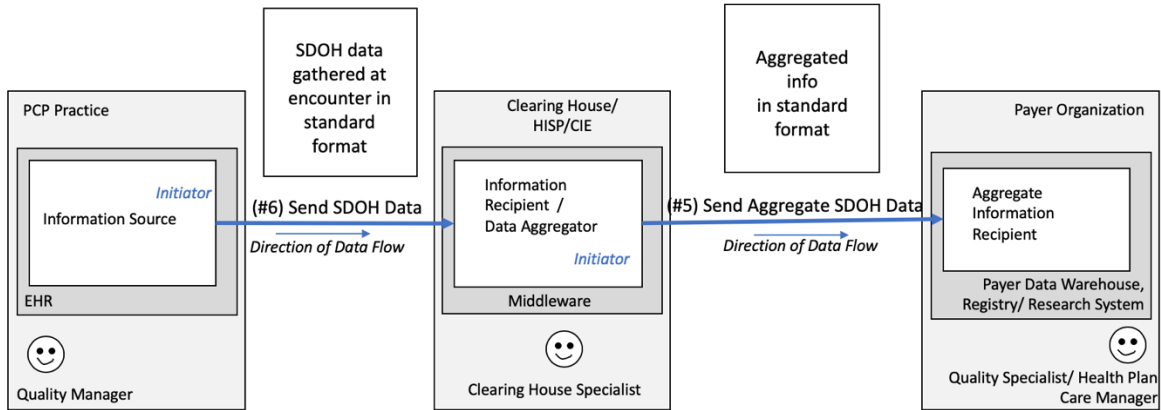 SDOH data
gathered at
encounter in
standard
format
Aggregated
info
in standard
format
PCP Practice
Initiator
Information Source
EHR
Quality Manager
(#6) Send SDOH Data
Direction of Data Flow
Clearing House/
HISP/CIE
Information
Recipient /
Data Aggregator
Initiator
Middleware
Clearing House Specialist
(#5) Send Aggregate SDOH Data
Direction of Data Flow
Payer Organization
Aggregate
Information
Recipient
Payer Data Warehouse,
Registry/ Research System
Quality Specialist/ Health Plan
Care Manager